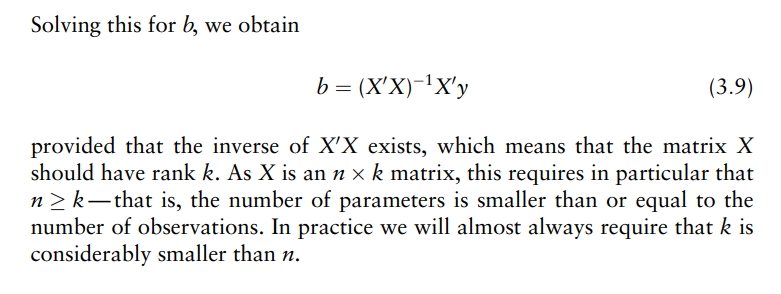 Solving this for b, we obtain
b = (X′X)⁻¹X′y (3.9)
provided that the inverse of X′X exists, which means that the matrix X
should have rank k. As X is an n × k matrix, this requires in particular that
n ≥ k—that is, the number of parameters is smaller than or equal to the
number of observations. In practice we will almost always require that k is
considerably smaller than n.